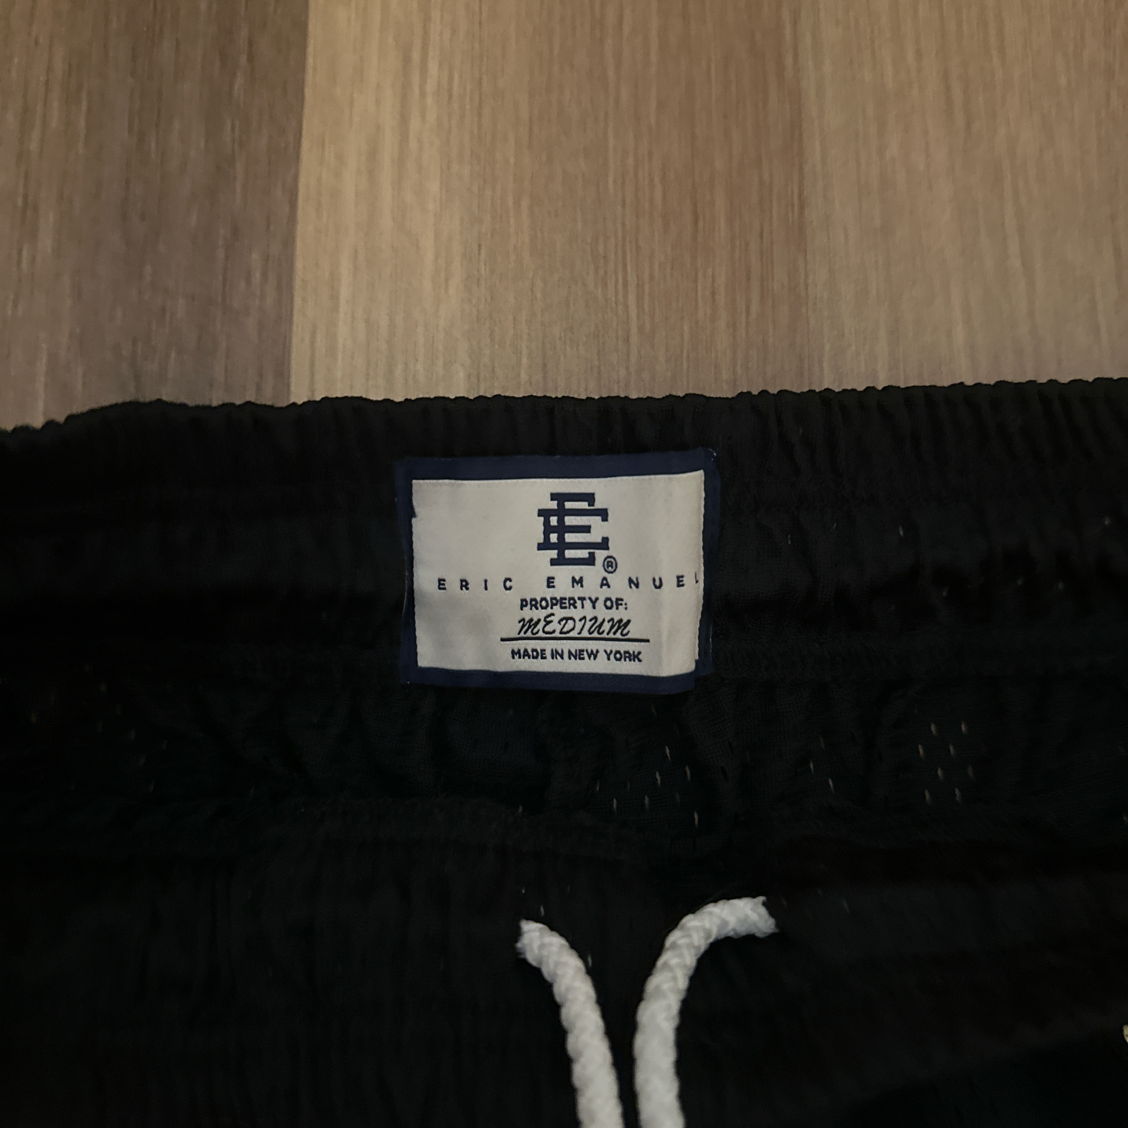 EE®
ERIC EMANUEL
PROPERTY OF:
MEDIUM
MADE IN NEW YORK